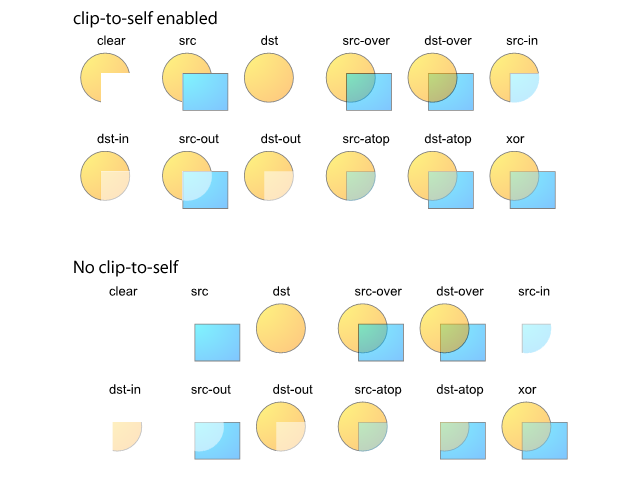 clip-to-self enabled
clear src dst src-over dst-over src-in
dst-in src-out dst-out src-atop dst-atop xor
No clip-to-self
clear src dst src-over dst-over src-in
dst-in src-out dst-out src-atop dst-atop xor